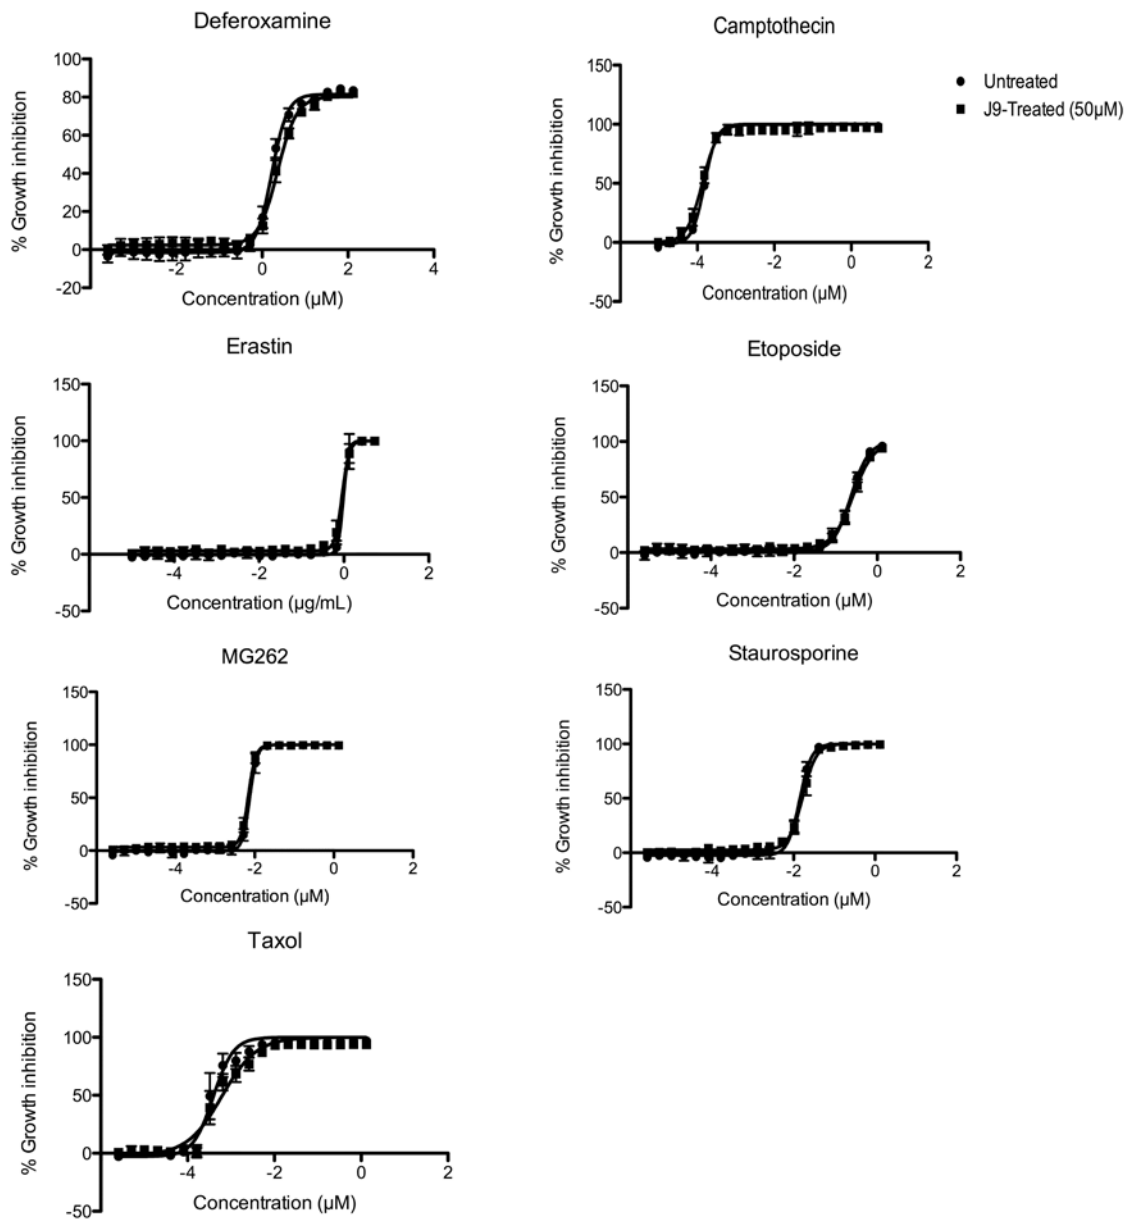 Deferoxamine
% Growth inhibition
100
80
60
40
20
0
-20
-2
0
2
4
Concentration (µM)
Camptothecin
% Growth inhibition
150
100
50
0
-50
-4
-2
0
2
Concentration (µM)
Untreated
J9-Treated (50µM)
Erastin
% Growth inhibition
150
100
50
0
-50
-4
-2
0
2
Concentration (µg/mL)
Etoposide
% Growth inhibition
150
100
50
0
-50
-4
-2
0
2
Concentration (µM)
MG262
% Growth inhibition
150
100
50
0
-50
-4
-2
0
2
Concentration (µM)
Staurosporine
% Growth inhibition
150
100
50
0
-50
-4
-2
0
2
Concentration (µM)
Taxol
% Growth inhibition
150
100
50
0
-50
-4
-2
0
2
Concentration (µM)